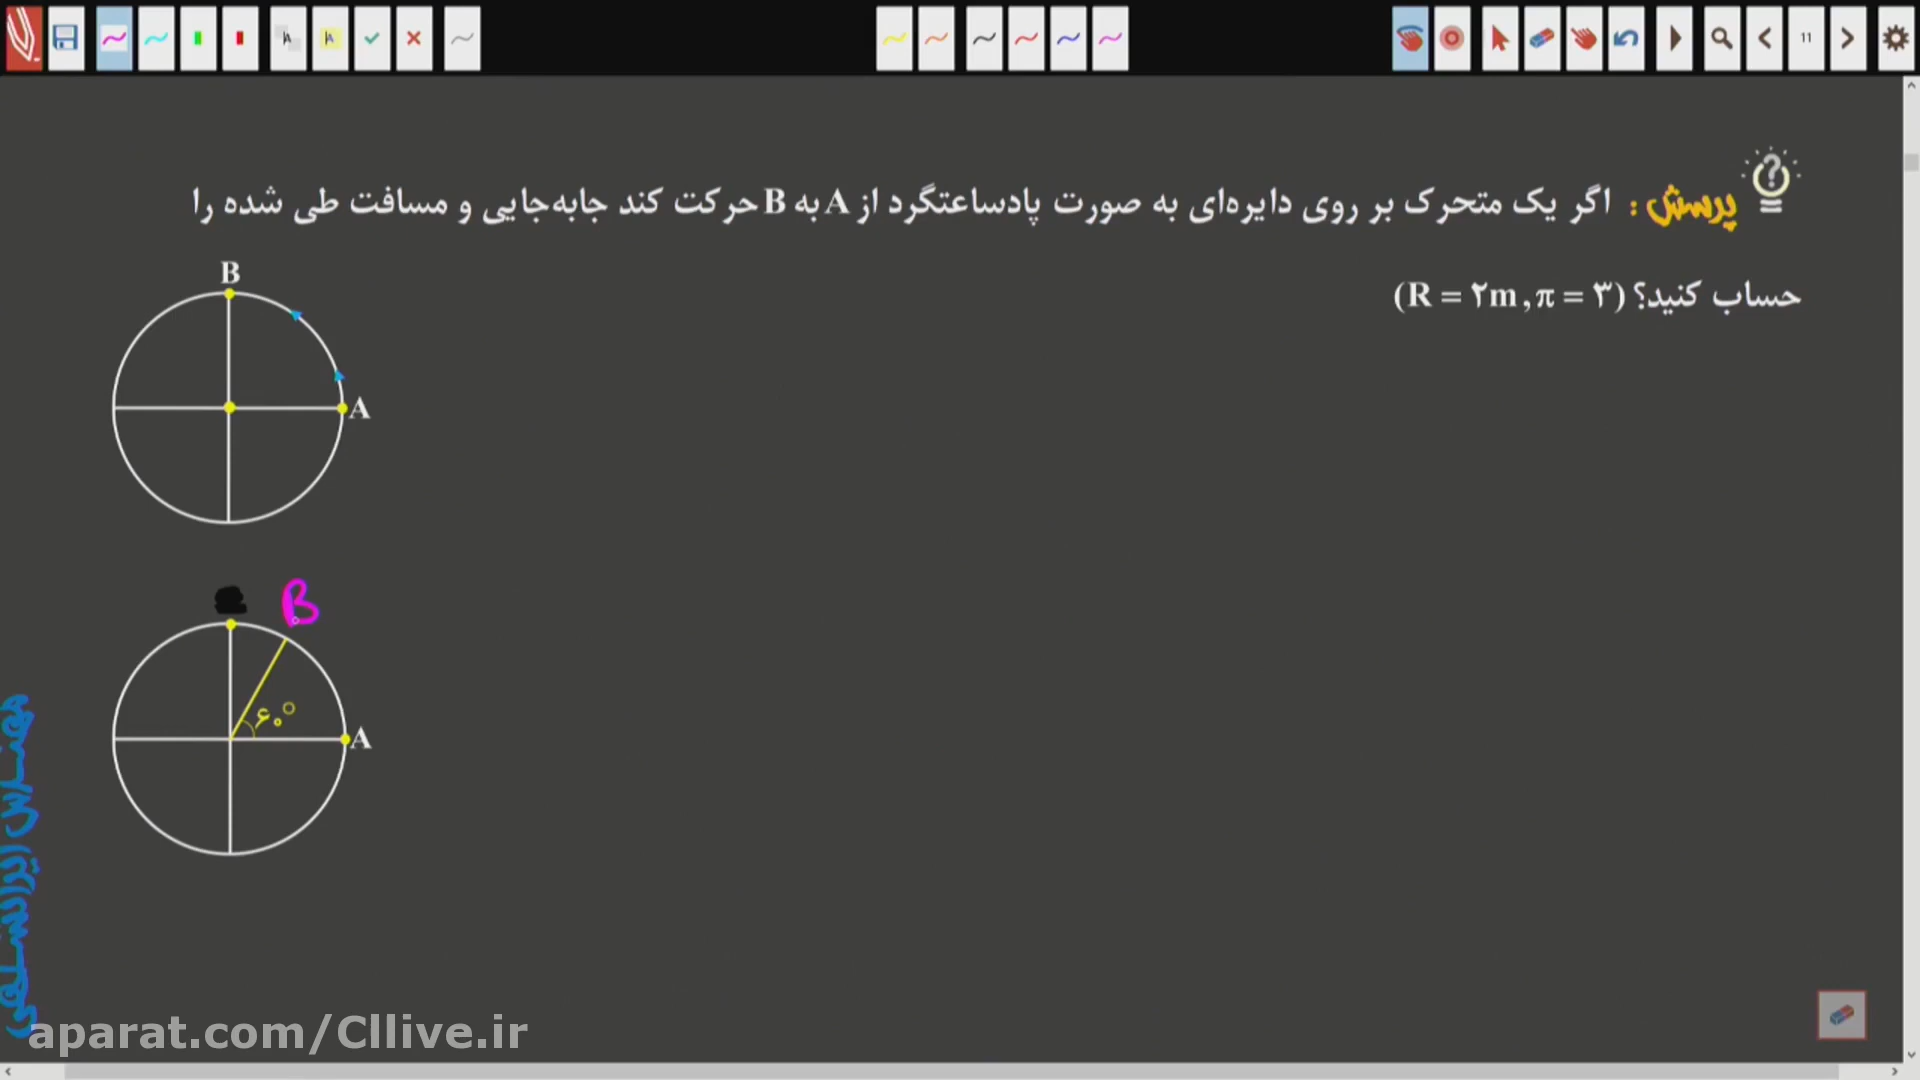 11
پرسش : اگر یک متحرک بر روی دایره‌ای به صورت پادساعتگرد از A به B حرکت کند جابه‌جایی و مسافت طی شده را
حساب کنید؟ (R = ۲m , π = ۳)
B
A
B
۶۰°
A
aparat.com/Cllive.ir